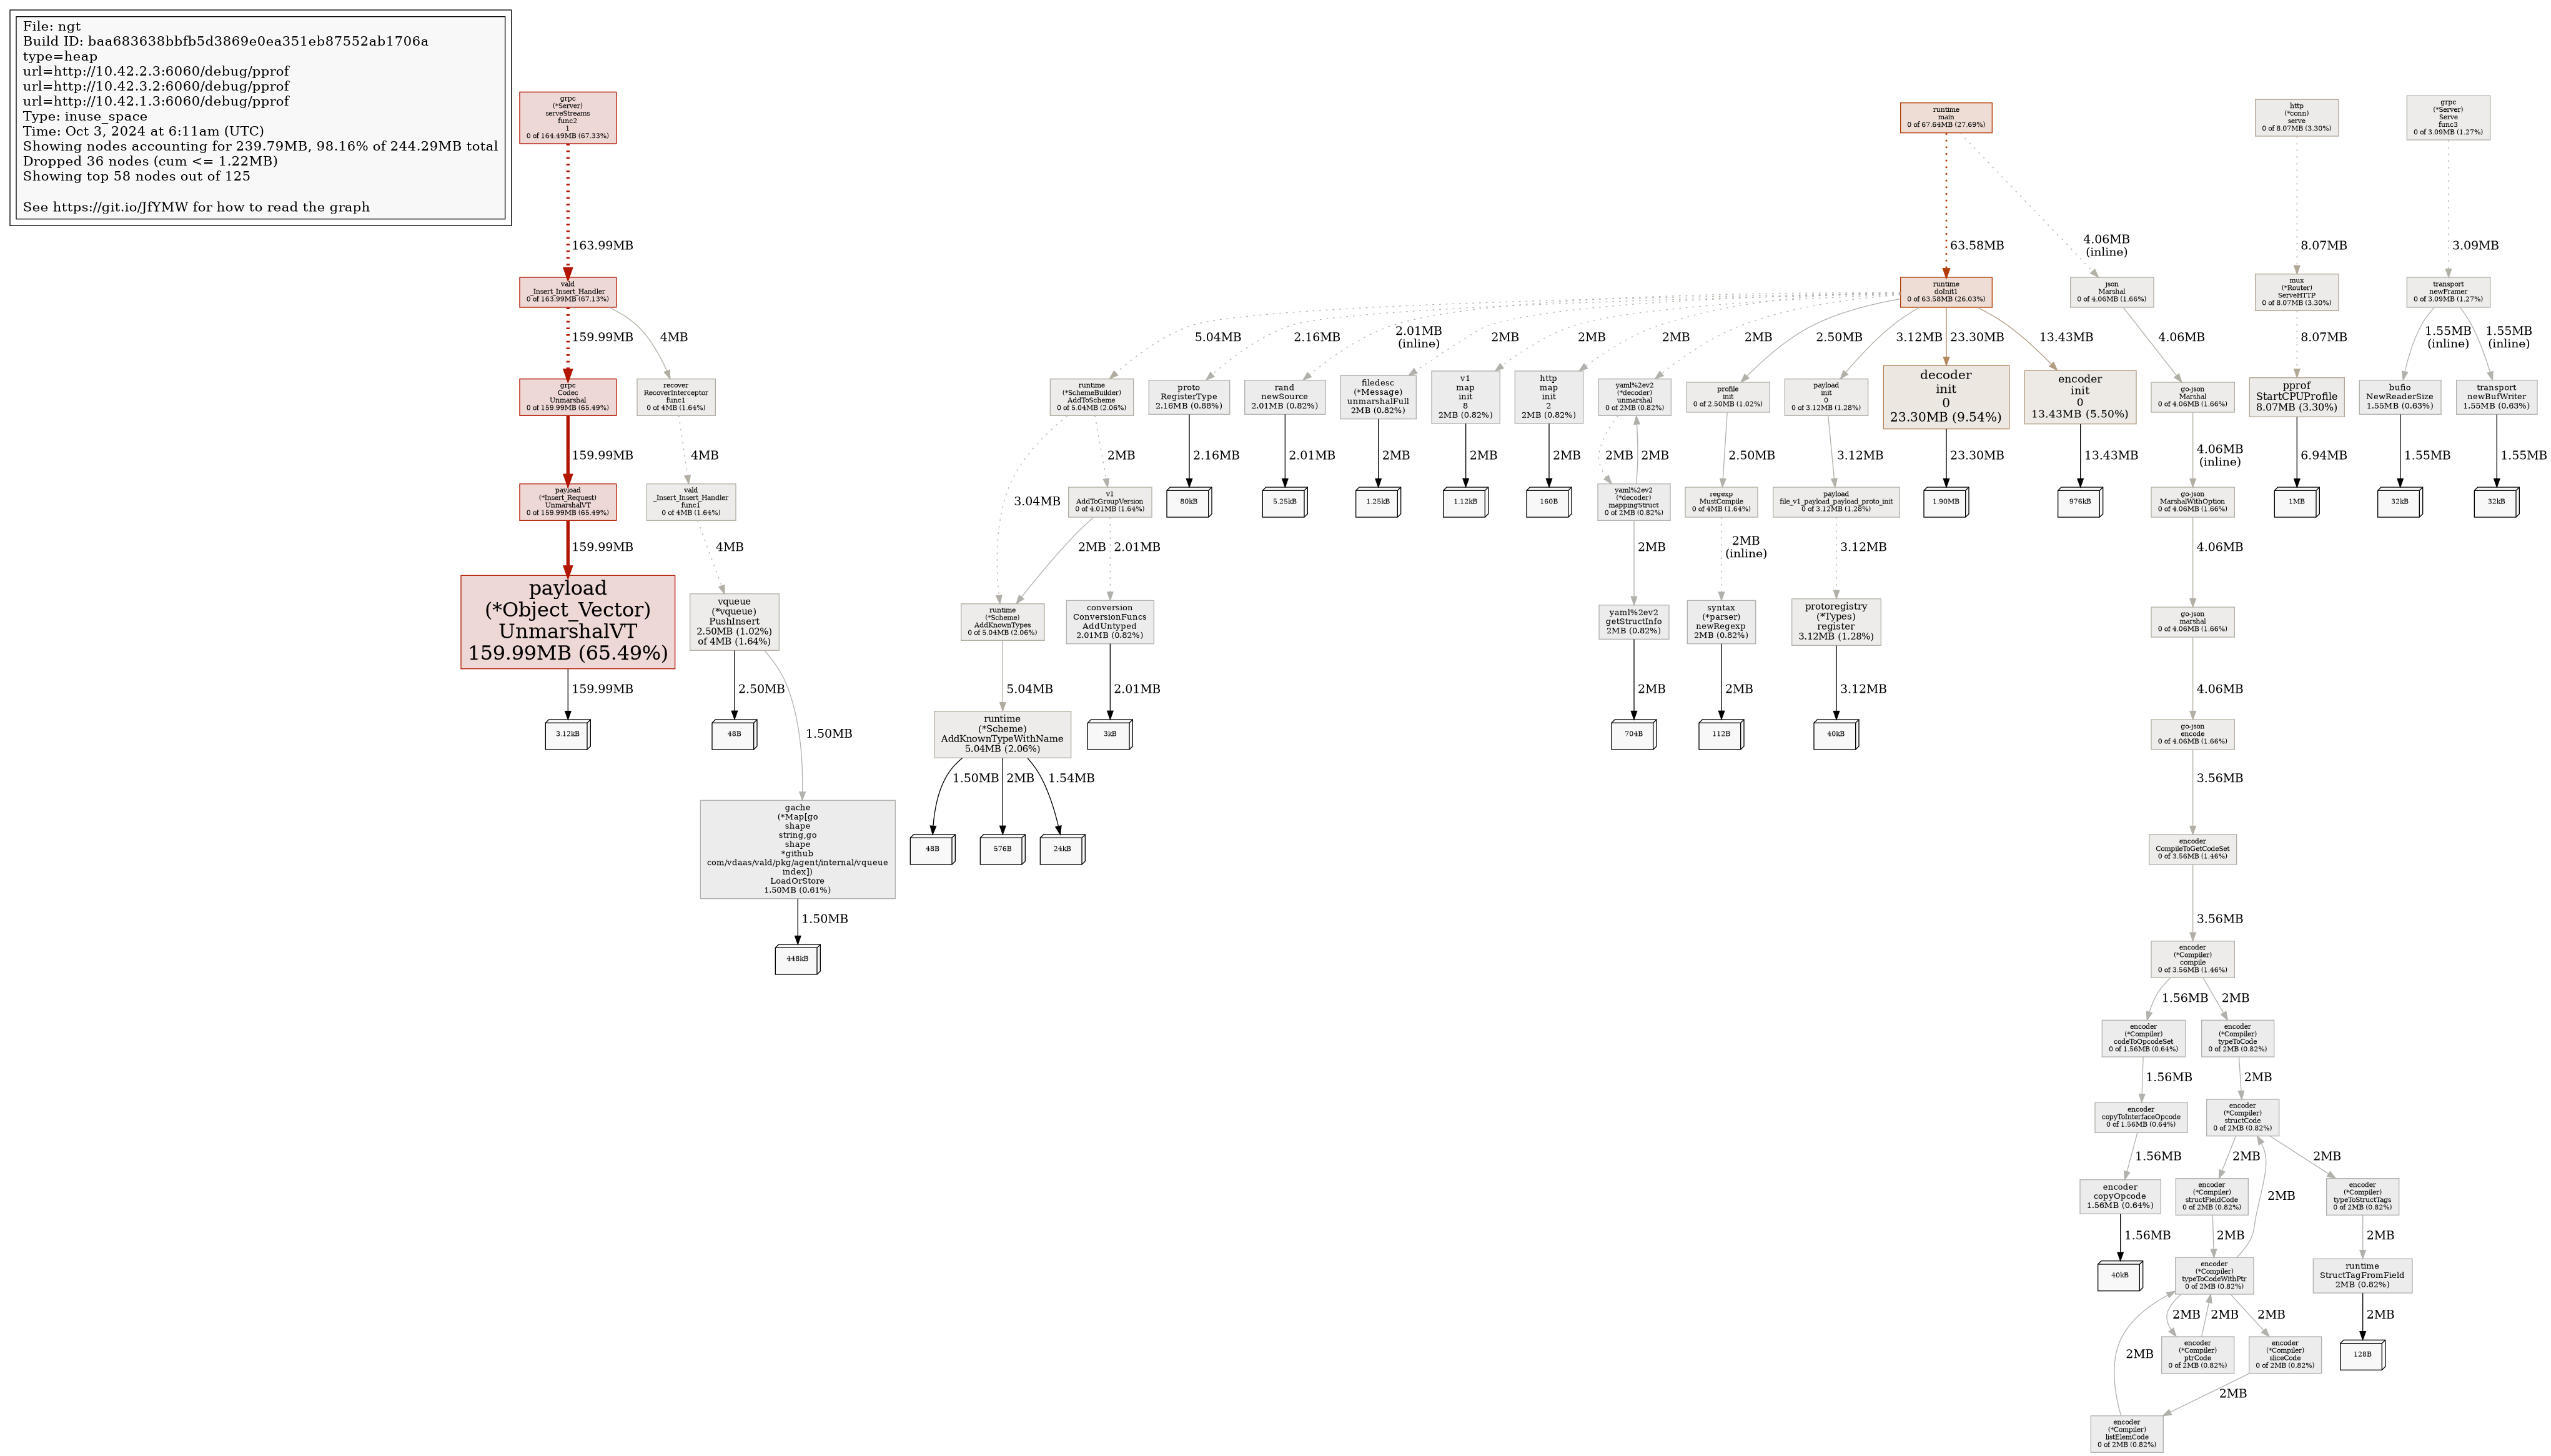 File: ngt
Build ID: baa683638bbfb5d3869e0ea351eb87552ab1706a
type=heap
url=http://10.42.2.3:6060/debug/pprof
url=http://10.42.3.2:6060/debug/pprof
url=http://10.42.1.3:6060/debug/pprof
Type: inuse_space
Time: Oct 3, 2024 at 6:11am (UTC)
Showing nodes accounting for 239.79MB, 98.16% of 244.29MB total
Dropped 36 nodes (cum <= 1.22MB)
Showing top 58 nodes out of 125
See https://git.io/JfYMW for how to read the graph
grpc
(*Server)
serveStreams
func2
1
0 of 164.49MB (67.33%)
163.99MB
vald
_Insert_Insert_Handler
0 of 163.99MB (67.13%)
159.99MB
4MB
grpc
Codec
Unmarshal
0 of 159.99MB (65.49%)
159.99MB
payload
(*Insert_Request)
UnmarshalVT
0 of 159.99MB (65.49%)
159.99MB
payload
(*Object_Vector)
UnmarshalVT
159.99MB (65.49%)
159.99MB
3.12kB
recover
RecoverInterceptor
func1
0 of 4MB (1.64%)
4MB
vald
_Insert_Insert_Handler
func1
0 of 4MB (1.64%)
4MB
vqueue
(*vqueue)
PushInsert
2.50MB (1.02%)
of 4MB (1.64%)
2.50MB
48B
1.50MB
gache
(*Map[go
shape
string,go
shape
*github
com/vdaas/vald/pkg/agent/internal/vqueue
index])
LoadOrStore
1.50MB (0.61%)
1.50MB
448kB
runtime
main
0 of 67.64MB (27.69%)
63.58MB
4.06MB
(inline)
runtime
doInit1
0 of 63.58MB (26.03%)
5.04MB
2.16MB
2.01MB
(inline)
2MB
2MB
2MB
2MB
2.50MB
3.12MB
23.30MB
13.43MB
runtime
(*SchemeBuilder)
AddToScheme
0 of 5.04MB (2.06%)
3.04MB
2MB
v1
AddToGroupVersion
0 of 4.01MB (1.64%)
2MB
2.01MB
runtime
(*Scheme)
AddKnownTypes
0 of 5.04MB (2.06%)
5.04MB
runtime
(*Scheme)
AddKnownTypeWithName
5.04MB (2.06%)
1.50MB
2MB
1.54MB
48B
576B
24kB
conversion
ConversionFuncs
AddUntyped
2.01MB (0.82%)
2.01MB
3kB
proto
RegisterType
2.16MB (0.88%)
2.16MB
80kB
rand
newSource
2.01MB (0.82%)
2.01MB
5.25kB
filedesc
(*Message)
unmarshalFull
2MB (0.82%)
2MB
1.25kB
v1
map
init
8
2MB (0.82%)
2MB
1.12kB
http
map
init
2
2MB (0.82%)
2MB
160B
yaml%2ev2
(*decoder)
unmarshal
0 of 2MB (0.82%)
2MB
2MB
yaml%2ev2
(*decoder)
mappingStruct
0 of 2MB (0.82%)
2MB
yaml%2ev2
getStructInfo
2MB (0.82%)
2MB
704B
profile
init
0 of 2.50MB (1.02%)
2.50MB
regexp
MustCompile
0 of 4MB (1.64%)
2MB
(inline)
syntax
(*parser)
newRegexp
2MB (0.82%)
2MB
112B
payload
init
0 of 3.12MB (1.28%)
3.12MB
payload
file_v1_payload_payload_proto_init
0 of 3.12MB (1.28%)
3.12MB
protoregistry
(*Types)
register
3.12MB (1.28%)
3.12MB
40kB
decoder
init
0
23.30MB (9.54%)
23.30MB
1.90MB
encoder
init
0
13.43MB (5.50%)
13.43MB
976kB
json
Marshal
0 of 4.06MB (1.66%)
4.06MB
go-json
Marshal
0 of 4.06MB (1.66%)
4.06MB
(inline)
go-json
MarshalWithOption
0 of 4.06MB (1.66%)
4.06MB
go-json
marshal
0 of 4.06MB (1.66%)
4.06MB
go-json
encode
0 of 4.06MB (1.66%)
3.56MB
encoder
CompileToGetCodeSet
0 of 3.56MB (1.46%)
3.56MB
encoder
(*Compiler)
compile
0 of 3.56MB (1.46%)
1.56MB
2MB
encoder
(*Compiler)
codeToOpcodeSet
0 of 1.56MB (0.64%)
1.56MB
encoder
copyToInterfaceOpcode
0 of 1.56MB (0.64%)
1.56MB
encoder
copyOpcode
1.56MB (0.64%)
1.56MB
40kB
encoder
(*Compiler)
typeToCode
0 of 2MB (0.82%)
2MB
encoder
(*Compiler)
structCode
0 of 2MB (0.82%)
2MB
2MB
encoder
(*Compiler)
structFieldCode
0 of 2MB (0.82%)
2MB
2MB
encoder
(*Compiler)
typeToCodeWithPtr
0 of 2MB (0.82%)
2MB
2MB
2MB
encoder
(*Compiler)
ptrCode
0 of 2MB (0.82%)
encoder
(*Compiler)
sliceCode
0 of 2MB (0.82%)
2MB
2MB
encoder
(*Compiler)
listElemCode
0 of 2MB (0.82%)
encoder
(*Compiler)
typeToStructTags
0 of 2MB (0.82%)
2MB
runtime
StructTagFromField
2MB (0.82%)
2MB
128B
http
(*conn)
serve
0 of 8.07MB (3.30%)
8.07MB
mux
(*Router)
ServeHTTP
0 of 8.07MB (3.30%)
8.07MB
pprof
StartCPUProfile
8.07MB (3.30%)
6.94MB
1MB
grpc
(*Server)
Serve
func3
0 of 3.09MB (1.27%)
3.09MB
transport
newFramer
0 of 3.09MB (1.27%)
1.55MB
(inline)
1.55MB
(inline)
bufio
NewReaderSize
1.55MB (0.63%)
1.55MB
32kB
transport
newBufWriter
1.55MB (0.63%)
1.55MB
32kB